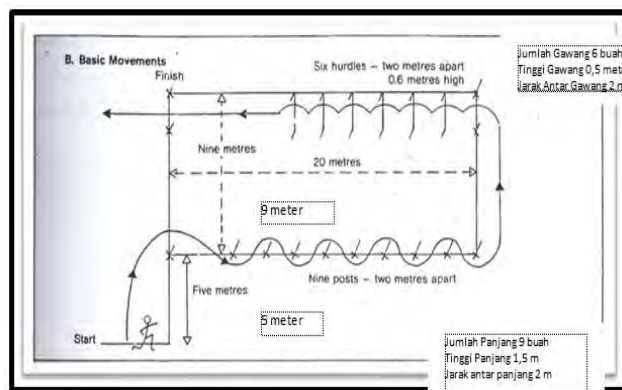 B. Basic Movements
Finish
Six hurdles – two metres apart
0.6 metres high
Jumlah Gawang 6 buah
Tinggi Gawang 0,5 mete
Jarak Antar Gawang 2 m
Nine metres
20 metres
9 meter
Nine posts – two metres apart
Five metres
5 meter
Start
Jumlah Panjang 9 buah
Tinggi Panjang 1,5 m
Jarak antar panjang 2 m